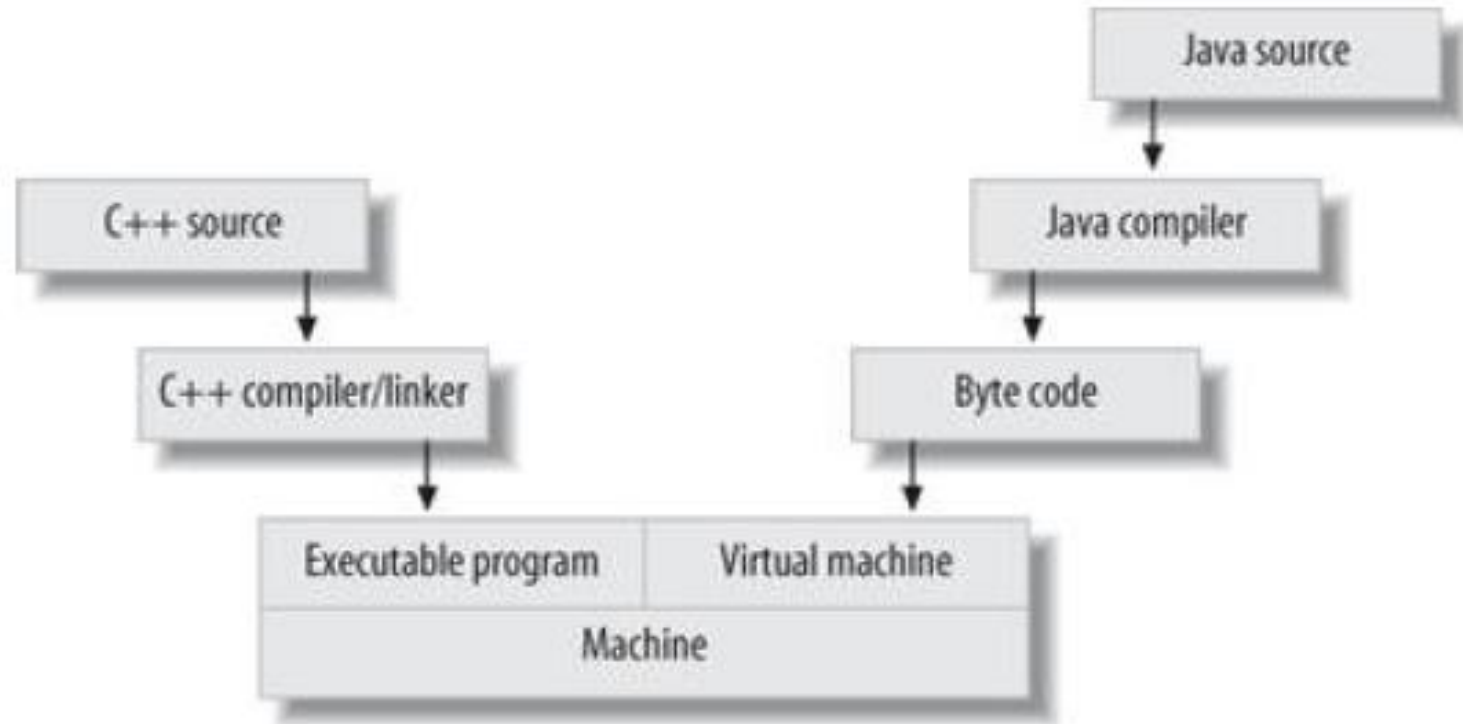 Java source
C++ source
Java compiler
C++ compiler/linker
Byte code
Executable program
Virtual machine
Machine